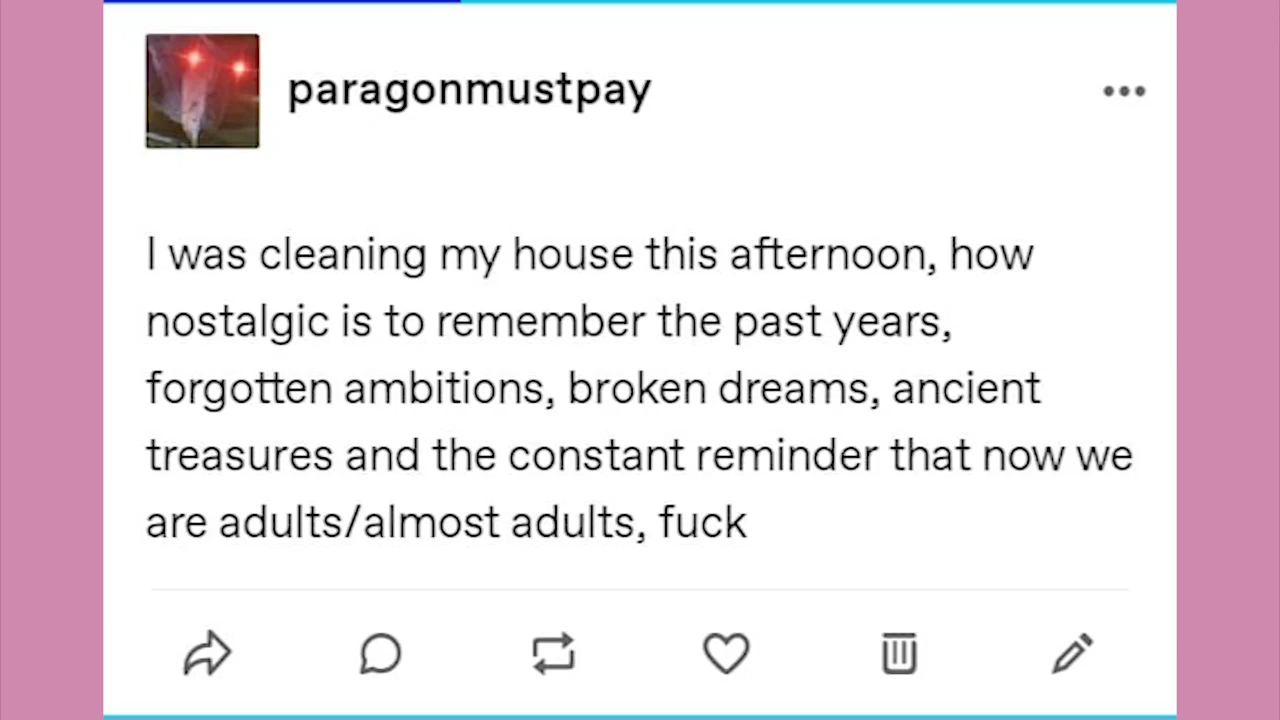 paragonmustpay
I was cleaning my house this afternoon, how
nostalgic is to remember the past years,
forgotten ambitions, broken dreams, ancient
treasures and the constant reminder that now we
are adults/almost adults, fuck